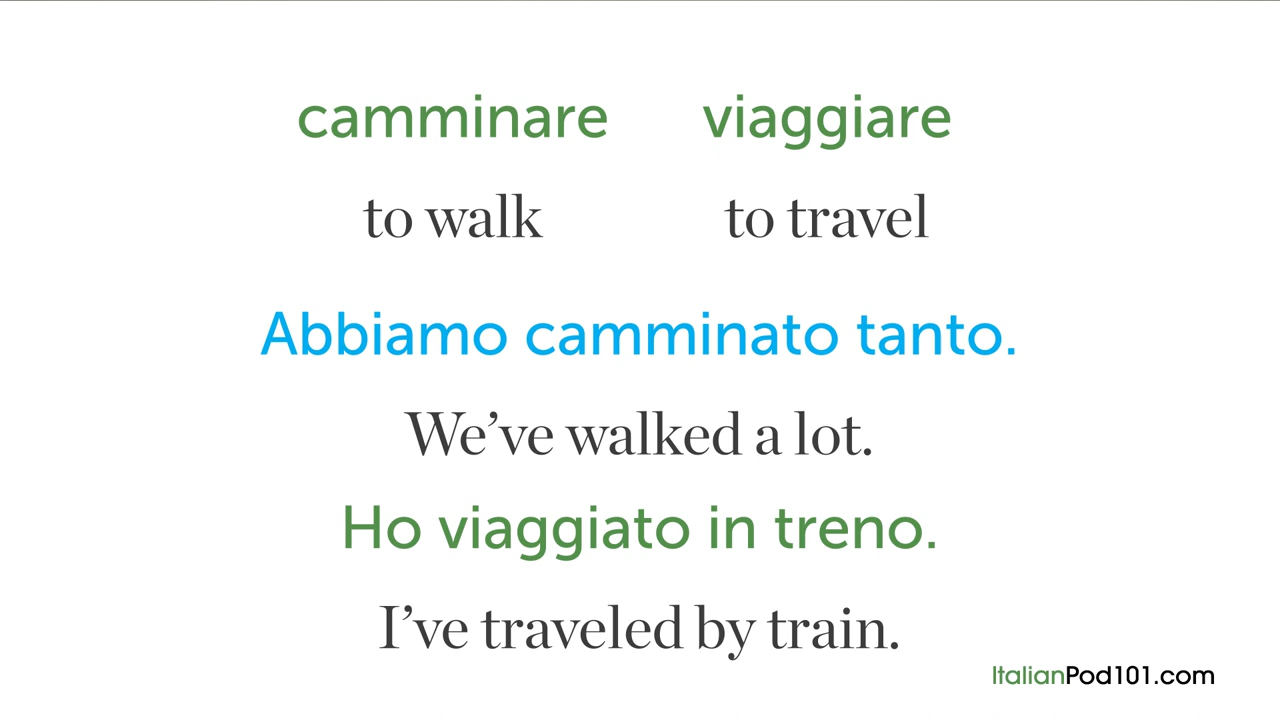 camminare viaggiare
to walk to travel
Abbiamo camminato tanto.
We’ve walked a lot.
Ho viaggiato in treno.
I’ve traveled by train.
ItalianPod101.com